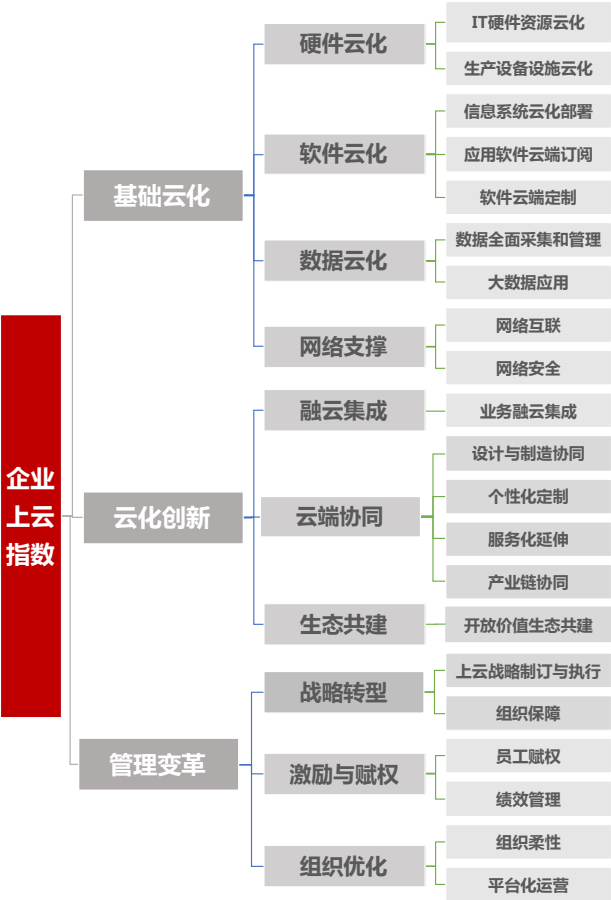 企业
上云
指数
基础云化
硬件云化
IT硬件资源云化
生产设备设施云化
软件云化
信息系统云化部署
应用软件云端订阅
软件云端定制
数据云化
数据全面采集和管理
大数据应用
网络支撑
网络互联
网络安全
云化创新
融云集成
业务融云集成
云端协同
设计与制造协同
个性化定制
服务化延伸
产业链协同
生态共建
开放价值生态共建
管理变革
战略转型
上云战略制订与执行
组织保障
激励与赋权
员工赋权
绩效管理
组织优化
组织柔性
平台化运营